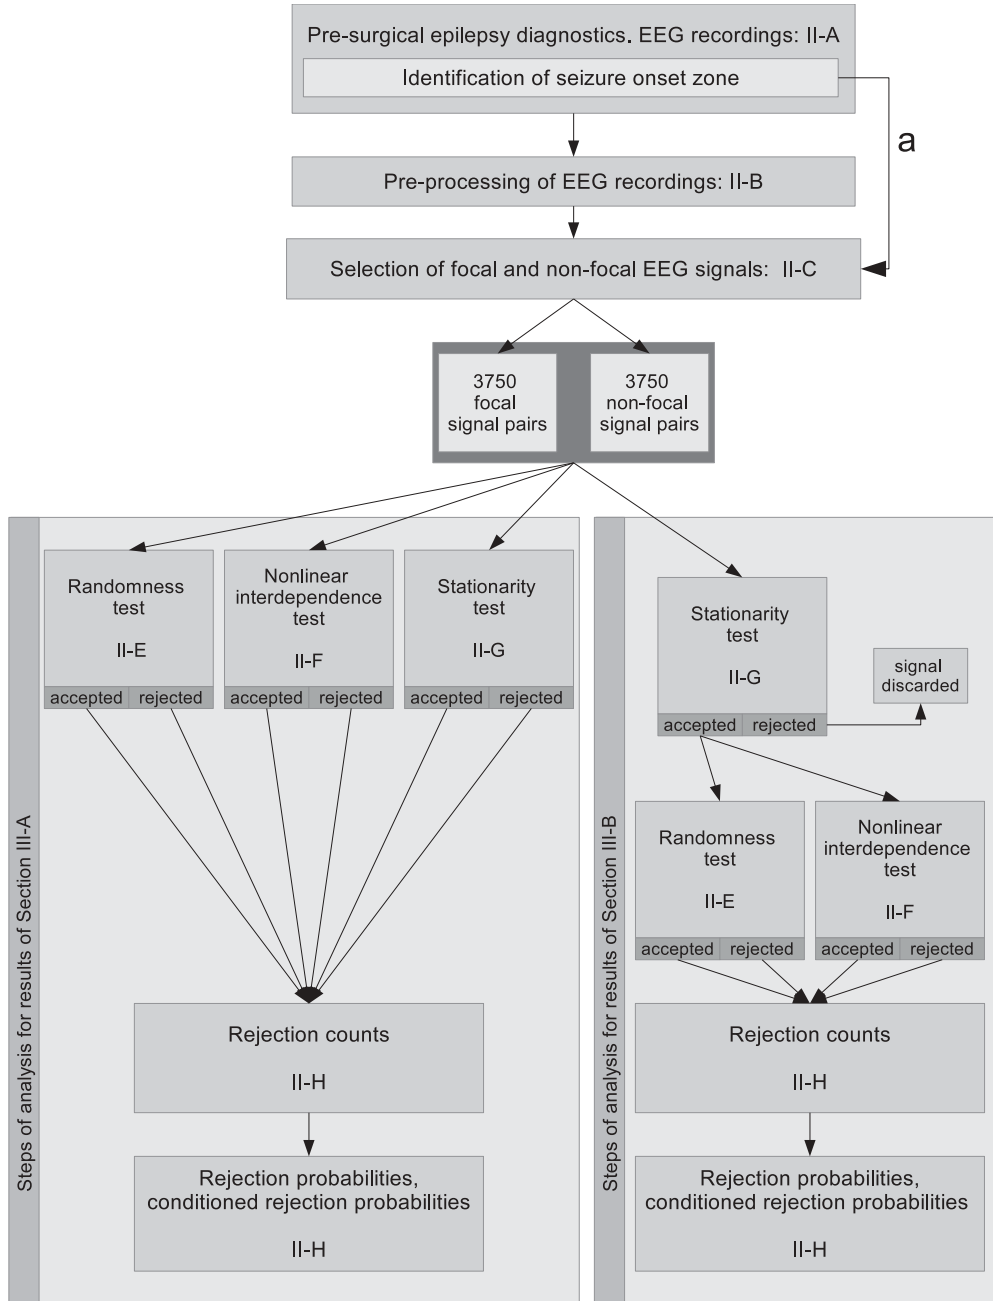 Pre-surgical epilepsy diagnostics. EEG recordings: II-A
Identification of seizure onset zone
a
Pre-processing of EEG recordings: II-B
Selection of focal and non-focal EEG signals: II-C
3750
focal
signal pairs
3750
non-focal
signal pairs
Steps of analysis for results of Section III-A
Randomness
test
II-E
accepted
rejected
Nonlinear
interdependence
test
II-F
accepted
rejected
Stationarity
test
II-G
accepted
rejected
Rejection counts
II-H
Rejection probabilities,
conditioned rejection probabilities
II-H
Steps of analysis for results of Section III-B
Stationarity
test
II-G
accepted
rejected
signal
discarded
Randomness
test
II-E
accepted
rejected
Nonlinear
interdependence
test
II-F
accepted
rejected
Rejection counts
II-H
Rejection probabilities,
conditioned rejection probabilities
II-H